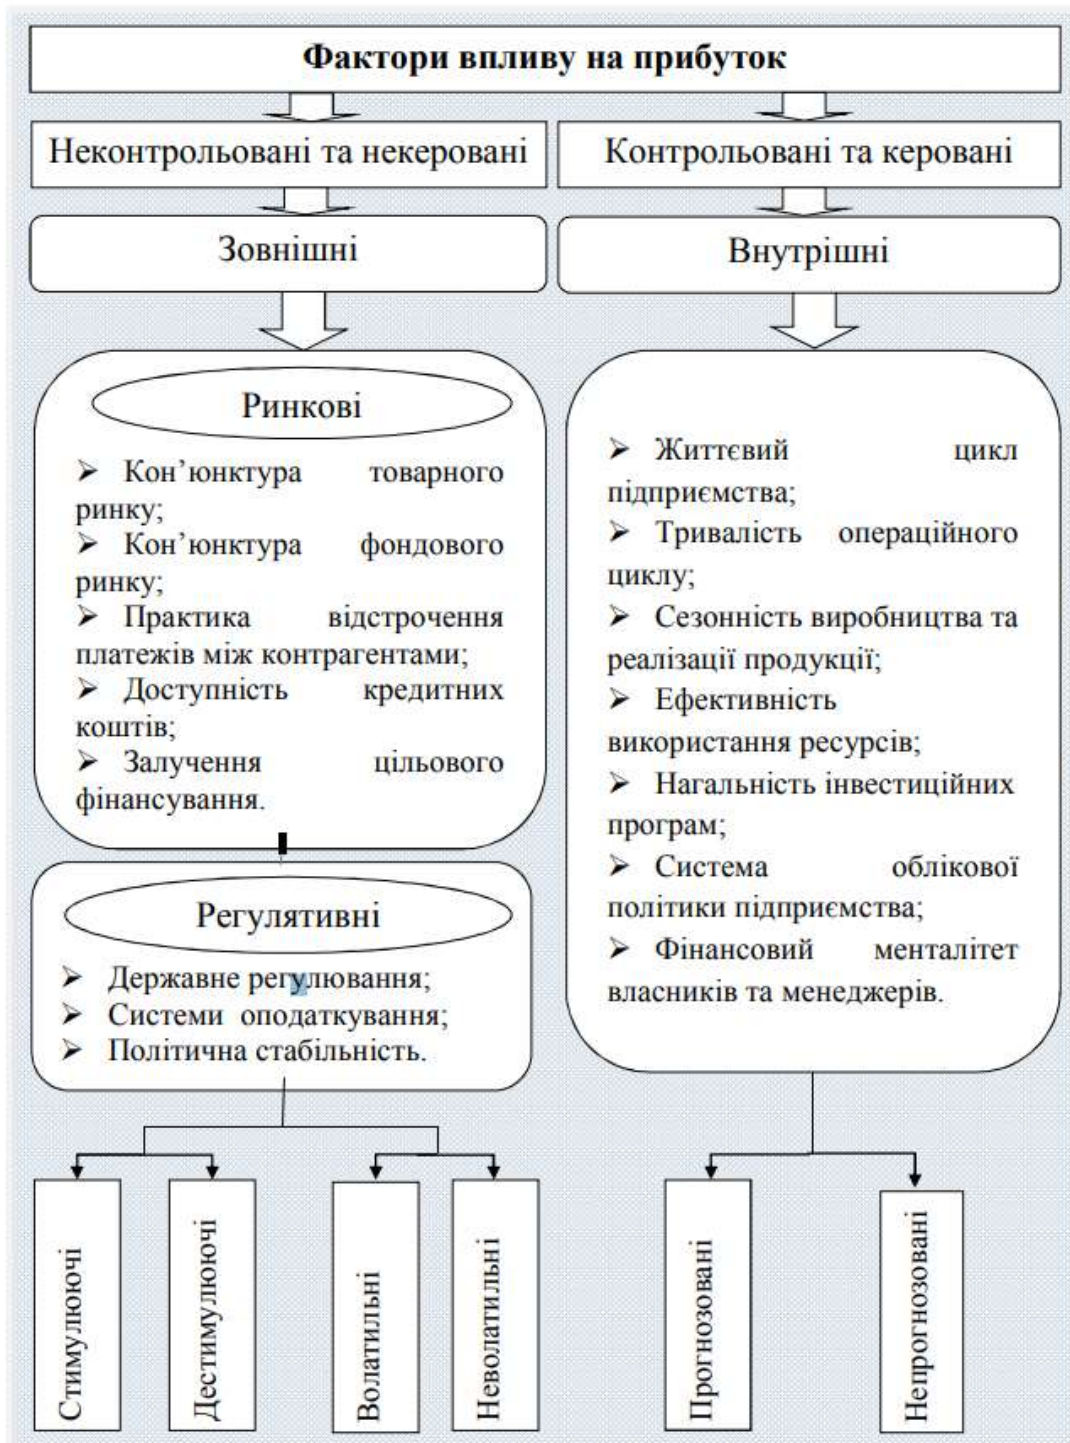 Фактори впливу на прибуток
Неконтрольовані та некеровані
Контрольовані та керовані
Зовнішні
Внутрішні
Ринкові
➢ Кон’юнктура товарного
ринку;
➢ Кон’юнктура фондового
ринку;
➢ Практика відстрочення
платежів між контрагентами;
➢ Доступність кредитних
коштів;
➢ Залучення цільового
фінансування.
Регулятивні
➢ Державне регулювання;
➢ Системи оподаткування;
➢ Політична стабільність.
➢ Життєвий цикл
підприємства;
➢ Тривалість операційного
циклу;
➢ Сезонність виробництва та
реалізації продукції;
➢ Ефективність
використання ресурсів;
➢ Нагальність інвестиційних
програм;
➢ Система облікової
політики підприємства;
➢ Фінансовий менталітет
власників та менеджерів.
Стимулюючі
Дестимулюючі
Волатильні
Неволатильні
Прогнозовані
Непрогнозовані